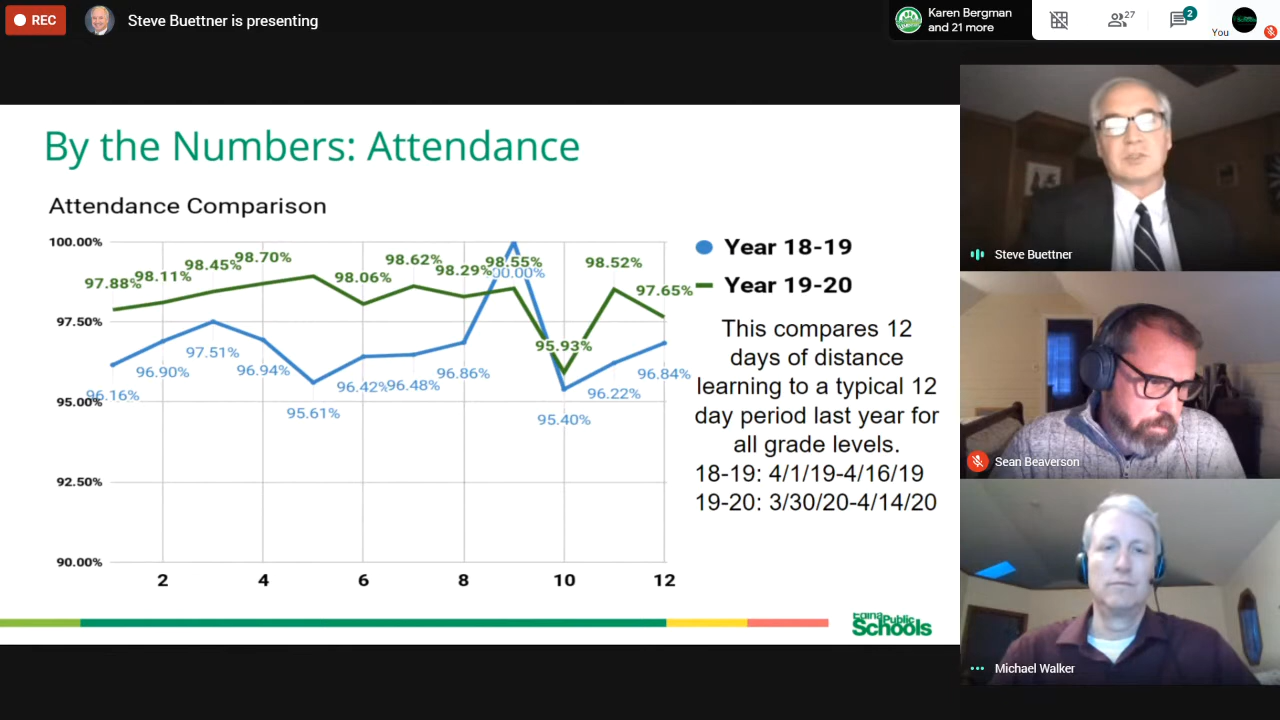 REC
Steve Buettner is presenting
Karen Bergman
and 21 more
27
2
You
By the Numbers: Attendance
Attendance Comparison
100.00%
97.50%
95.00%
92.50%
90.00%
97.88%
98.11%
98.45%
98.70%
98.06%
98.62%
98.29%
98.55%
95.93%
98.52%
97.65%
96.16%
96.90%
97.51%
96.94%
95.61%
96.42%
96.48%
96.86%
00.00%
95.40%
96.22%
96.84%
2
4
6
8
10
12
Year 18-19
Year 19-20
This compares 12
days of distance
learning to a typical 12
day period last year for
all grade levels.
18-19: 4/1/19-4/16/19
19-20: 3/30/20-4/14/20
Edina Public
Schools
Steve Buettner
Sean Beaverson
Michael Walker